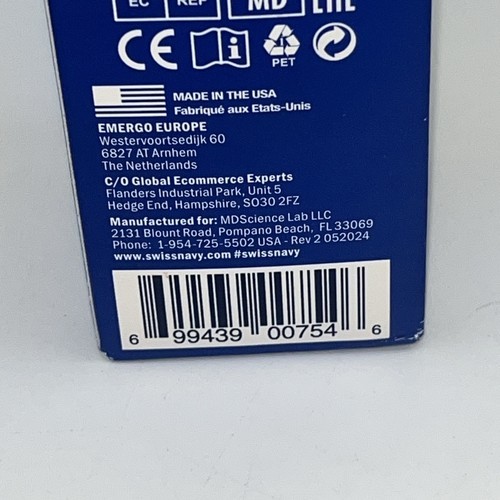 EC REF MD EAC
CE i PET
MADE IN THE USA
Fabriqué aux Etats-Unis
EMERGO EUROPE
Westervoortsedijk 60
6827 AT Arnhem
The Netherlands
C/O Global Ecommerce Experts
Flanders Industrial Park, Unit 5
Hedge End, Hampshire, SO30 2FZ
Manufactured for: MDScience Lab LLC
2131 Blount Road, Pompano Beach, FL 33069
Phone: 1-954-725-5502 USA - Rev 2 052024
www.swissnavy.com #swissnavy
6 99439 00754 6